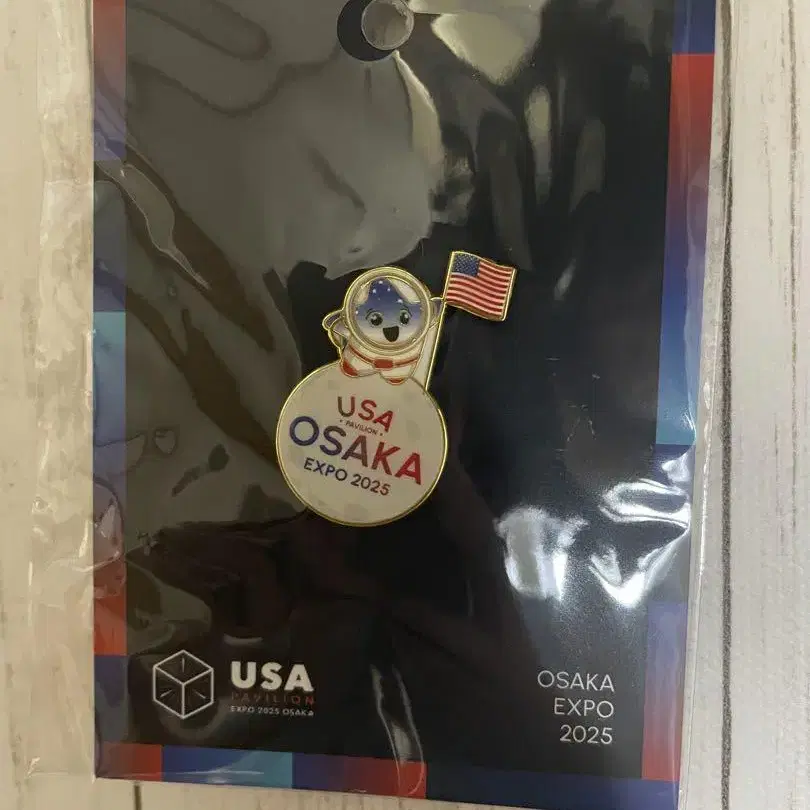 USA
• PAVILION •
OSAKA
EXPO 2025
USA
PAVILION
EXPO 2025 OSAKA
OSAKA
EXPO
2025